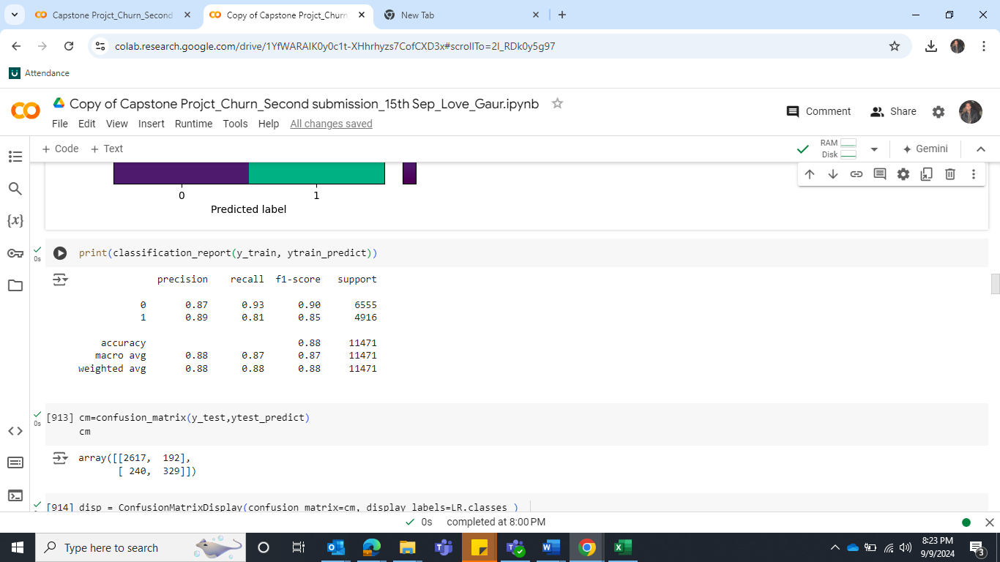 Capstone Projct_Churn_Second
Copy of Capstone Projct_Churn
New Tab
colab.research.google.com/drive/1YfWARAIK0y0c1t-XHhrhyzs7CofCXD3x#scrollTo=2I_RDk0y5g97
Attendance
Copy of Capstone Projct_Churn_Second submission_15th Sep_Love_Gaur.ipynb
File Edit View Insert Runtime Tools Help All changes saved
Comment Share
+ Code + Text
RAM
Disk
Gemini
0 1
Predicted label
0s
print(classification_report(y_train, ytrain_predict))
precision recall f1-score support
0 0.87 0.93 0.90 6555
1 0.89 0.81 0.85 4916
accuracy 0.88 11471
macro avg 0.88 0.87 0.87 11471
weighted avg 0.88 0.88 0.88 11471
0s
[913] cm=confusion_matrix(y_test,ytest_predict)
cm
array([[2617, 192],
[ 240, 329]])
[914] disp = ConfusionMatrixDisplay(confusion_matrix=cm, display_labels=LR.classes_)
0s completed at 8:00 PM
Type here to search
8:23 PM
9/9/2024
3